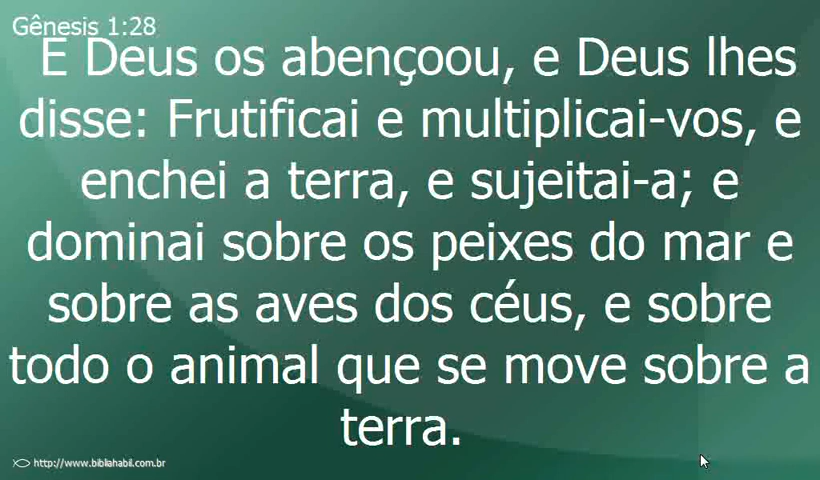 Gênesis 1:28
E Deus os abençoou, e Deus lhes
disse: Frutificai e multiplicai-vos, e
enchei a terra, e sujeitai-a; e
dominai sobre os peixes do mar e
sobre as aves dos céus, e sobre
todo o animal que se move sobre a
terra.
http://www.bibliahabil.com.br